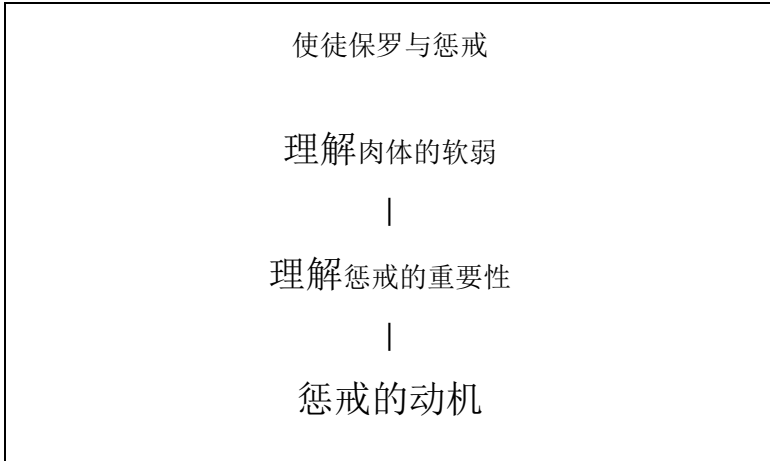 使徒保罗与惩戒
理解肉体的软弱
|
理解惩戒的重要性
|
惩戒的动机